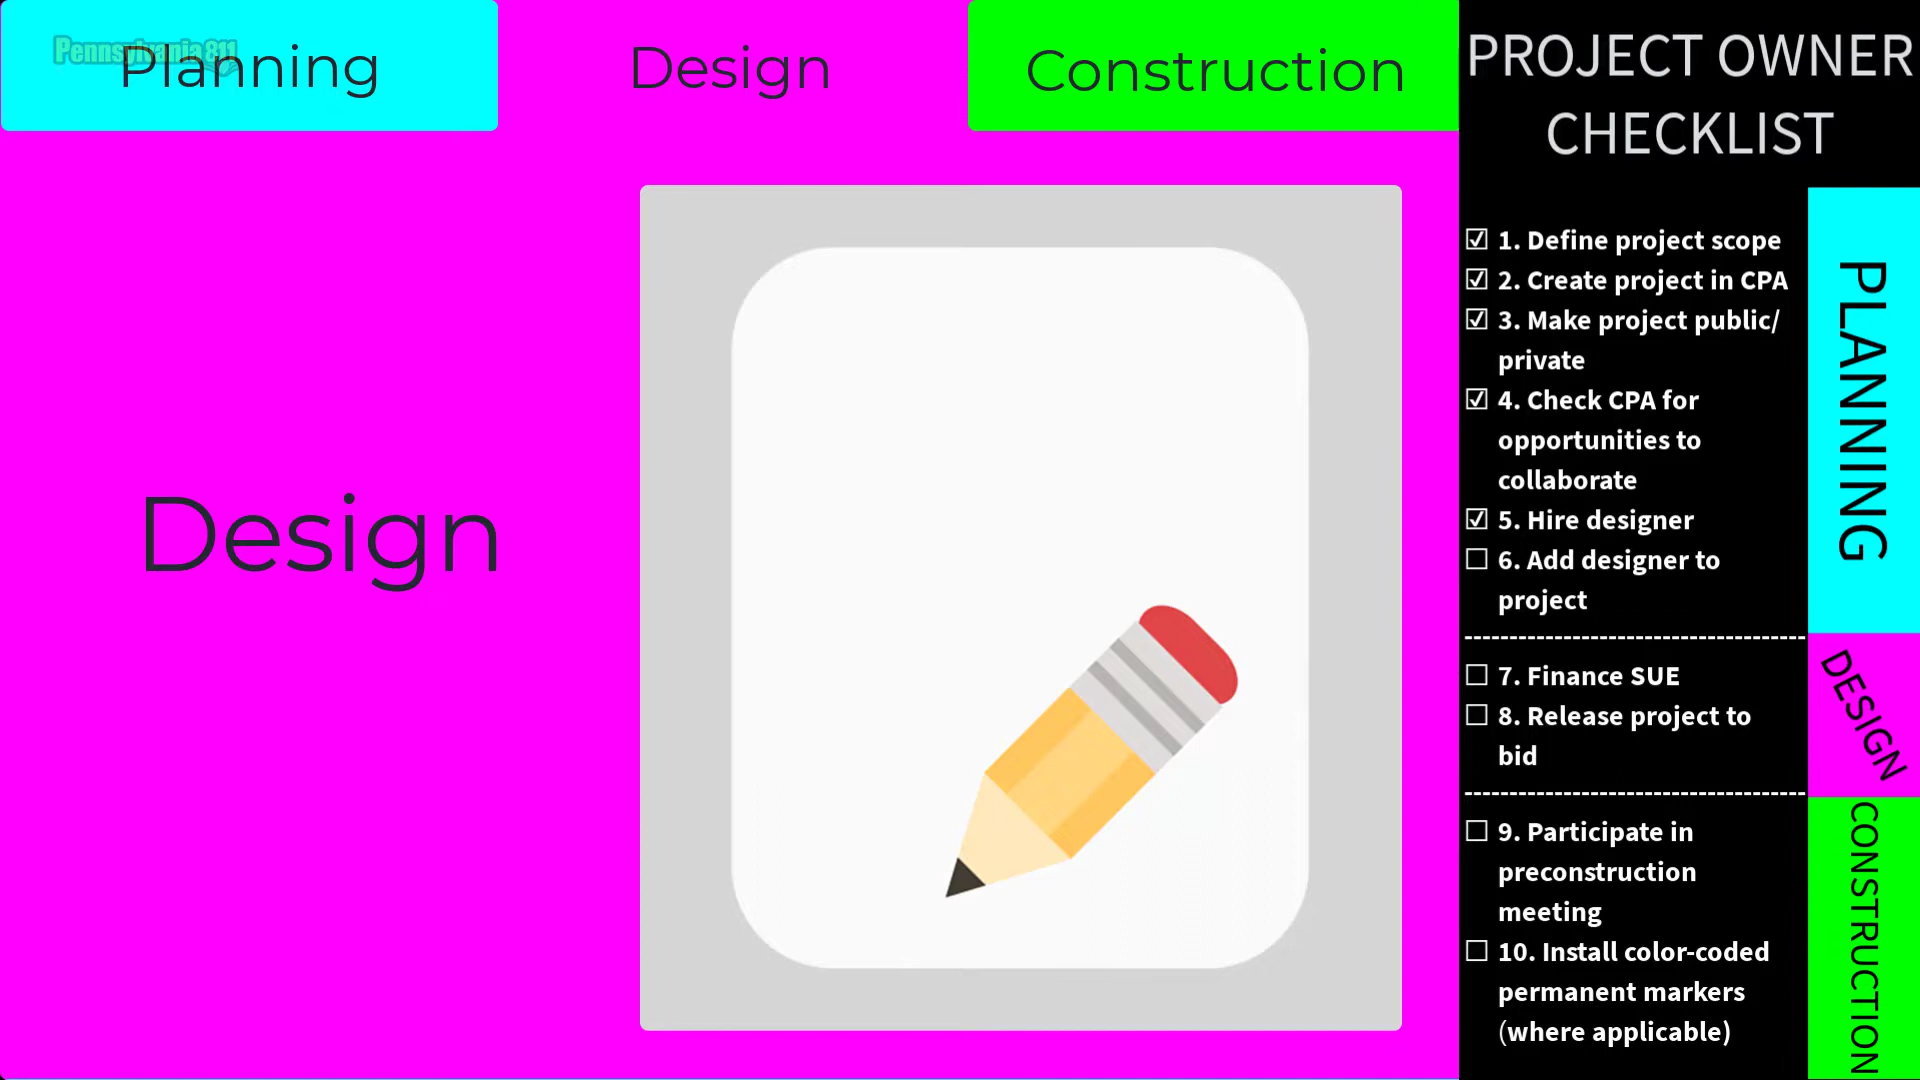 Pennsylvania 811
Planning
Design
Construction
Design
PROJECT OWNER
CHECKLIST
☑ 1. Define project scope
☑ 2. Create project in CPA
☑ 3. Make project public/
private
☑ 4. Check CPA for
opportunities to
collaborate
☑ 5. Hire designer
☐ 6. Add designer to
project
--------------------------------------
☐ 7. Finance SUE
☐ 8. Release project to
bid
--------------------------------------
☐ 9. Participate in
preconstruction
meeting
☐ 10. Install color-coded
permanent markers
(where applicable)
PLANNING
DESIGN
CONSTRUCTION